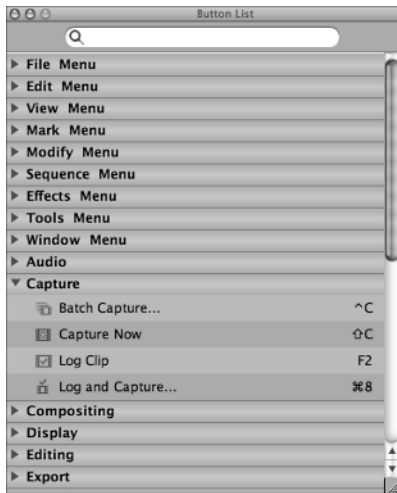 Button List
File Menu
Edit Menu
View Menu
Mark Menu
Modify Menu
Sequence Menu
Effects Menu
Tools Menu
Window Menu
Audio
Capture
Batch Capture... ^C
Capture Now ⇧C
Log Clip F2
Log and Capture... ⌘8
Compositing
Display
Editing
Export